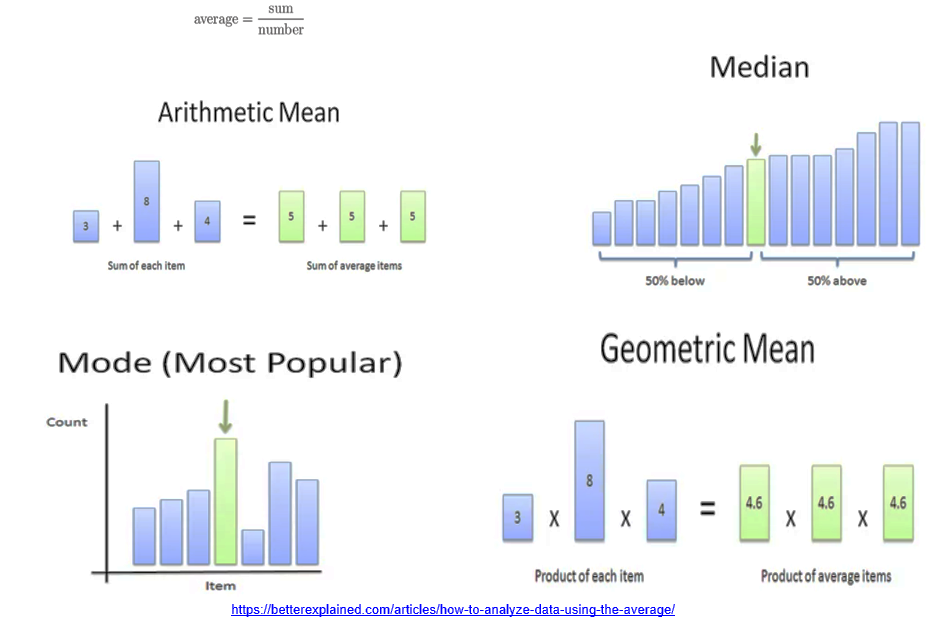 average = sum
number
Arithmetic Mean
3 + 8 + 4 = 5 + 5 + 5
Sum of each item
Sum of average items
Median
50% below
50% above
Mode (Most Popular)
Count
Item
Geometric Mean
3 X 8 X 4 = 4.6 X 4.6 X 4.6
Product of each item
Product of average items
https://betterexplained.com/articles/how-to-analyze-data-using-the-average/